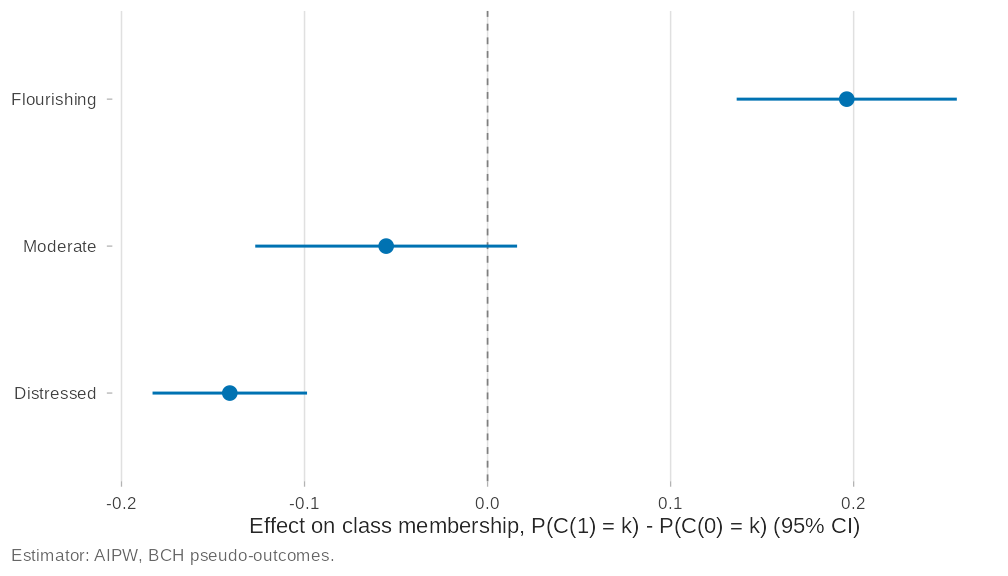 Flourishing
Moderate
Distressed
-0.2 -0.1 0.0 0.1 0.2
Effect on class membership, P(C(1) = k) - P(C(0) = k) (95% CI)
Estimator: AIPW, BCH pseudo-outcomes.